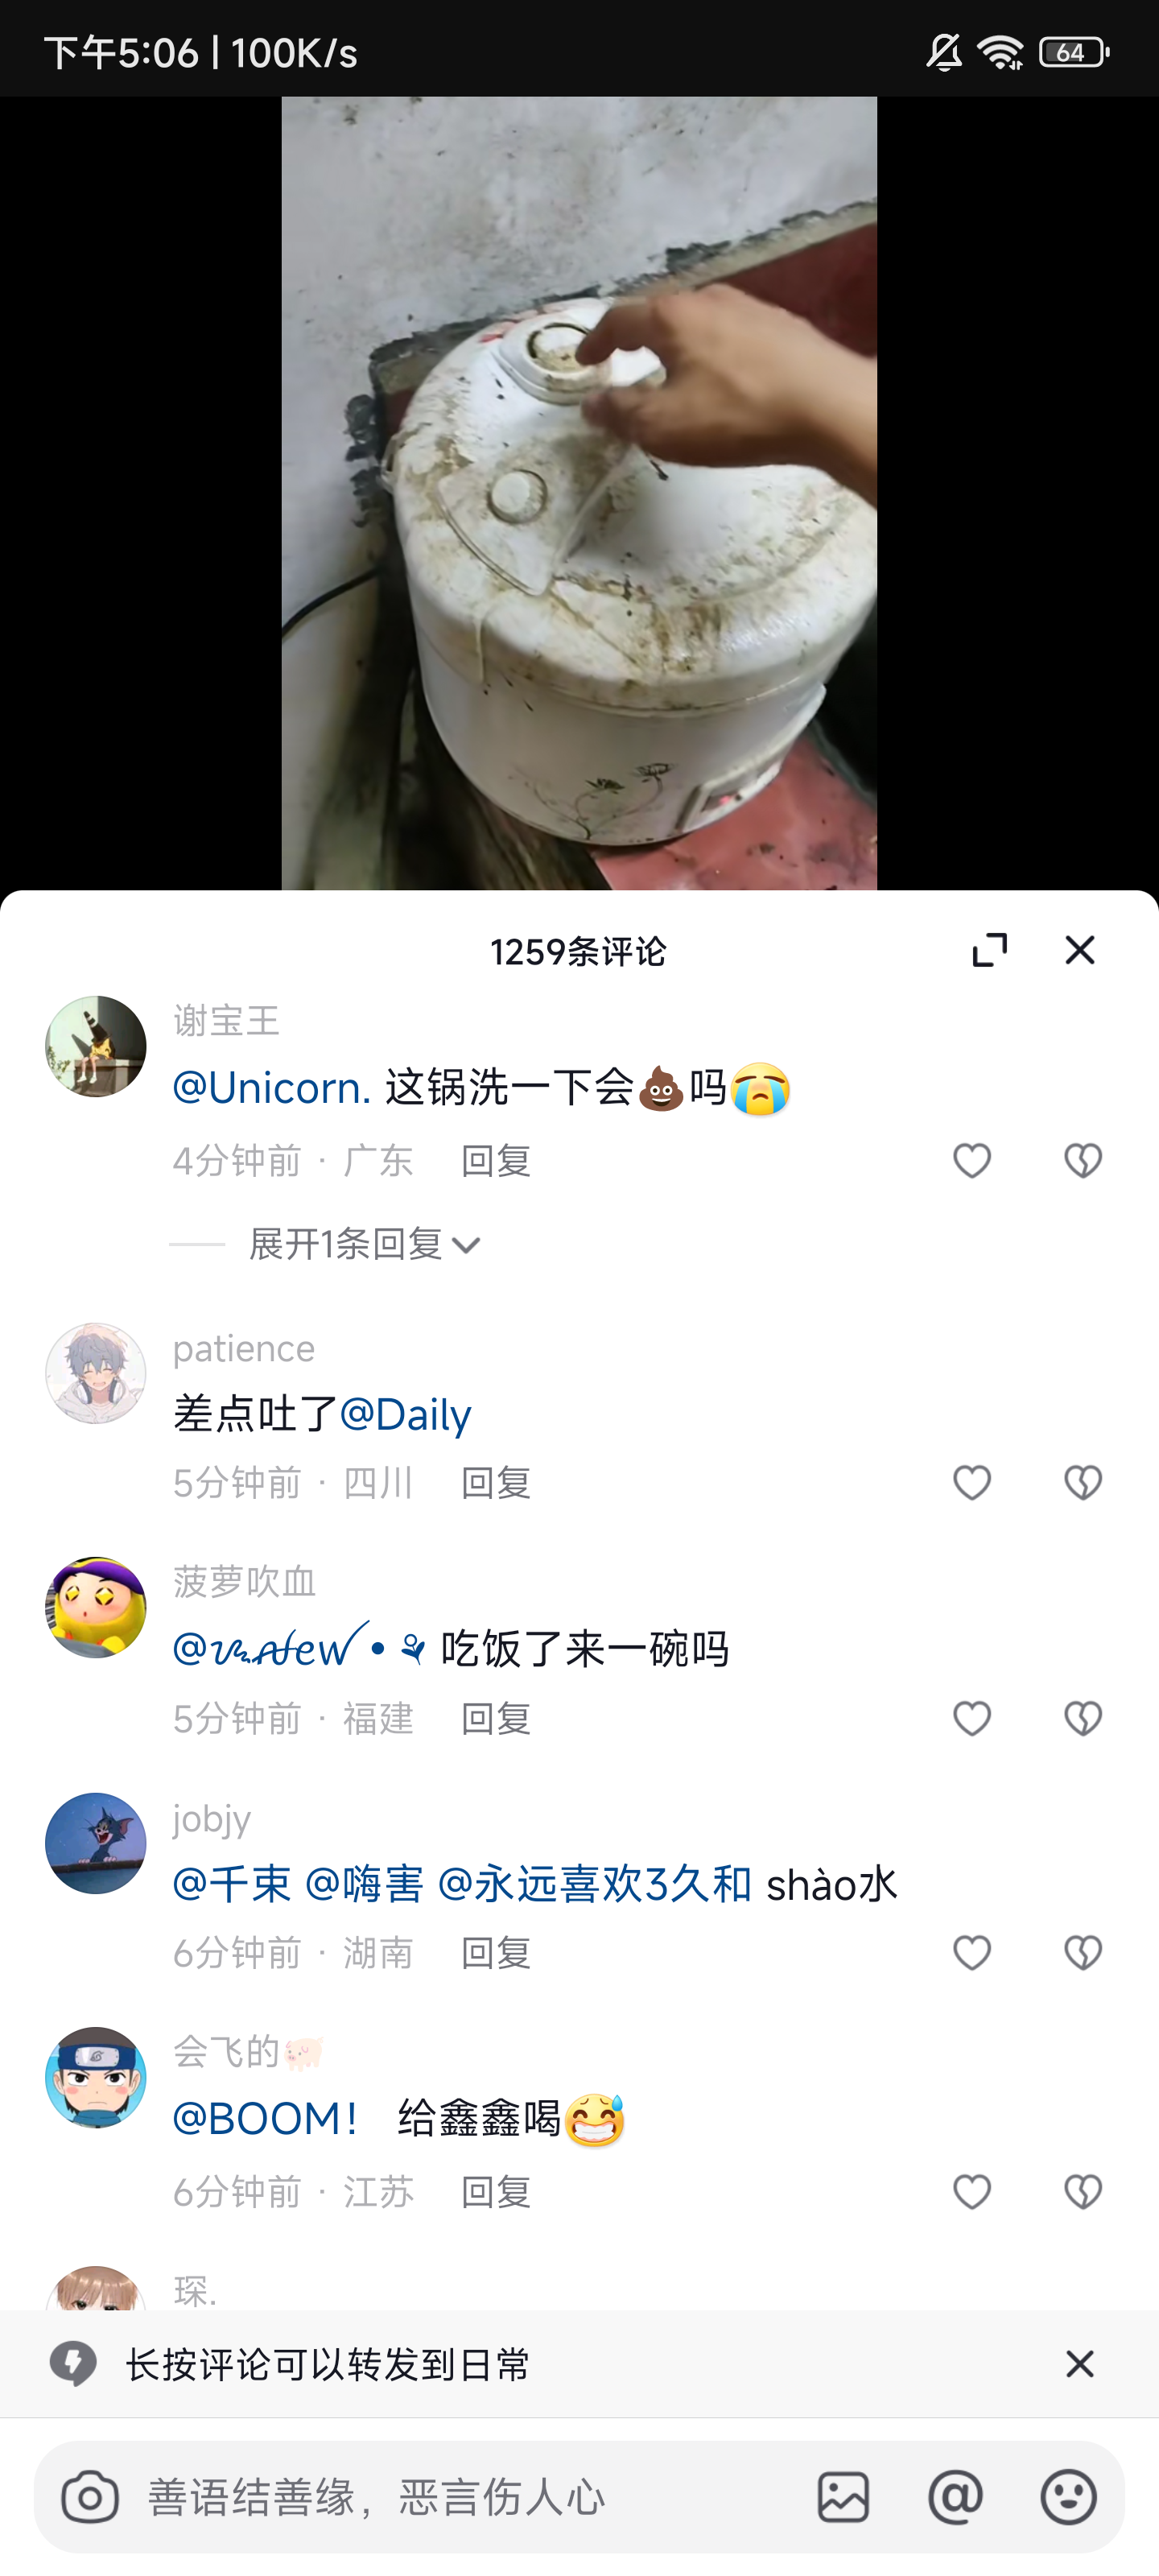 下午5:06 | 100K/s
64
1259条评论
谢宝王
@Unicorn. 这锅洗一下会💩吗😭
4分钟前 · 广东 回复
展开1条回复
patience
差点吐了@Daily
5分钟前 · 四川 回复
菠萝吹血
吃饭了来一碗吗
5分钟前 · 福建 回复
jobjy
@千束 @嗨害 @永远喜欢3久和 shào水
6分钟前 · 湖南 回复
会飞的🐖
@BOOM! 给鑫鑫喝😅
6分钟前 · 江苏 回复
琛.
长按评论可以转发到日常
善语结善缘，恶言伤人心